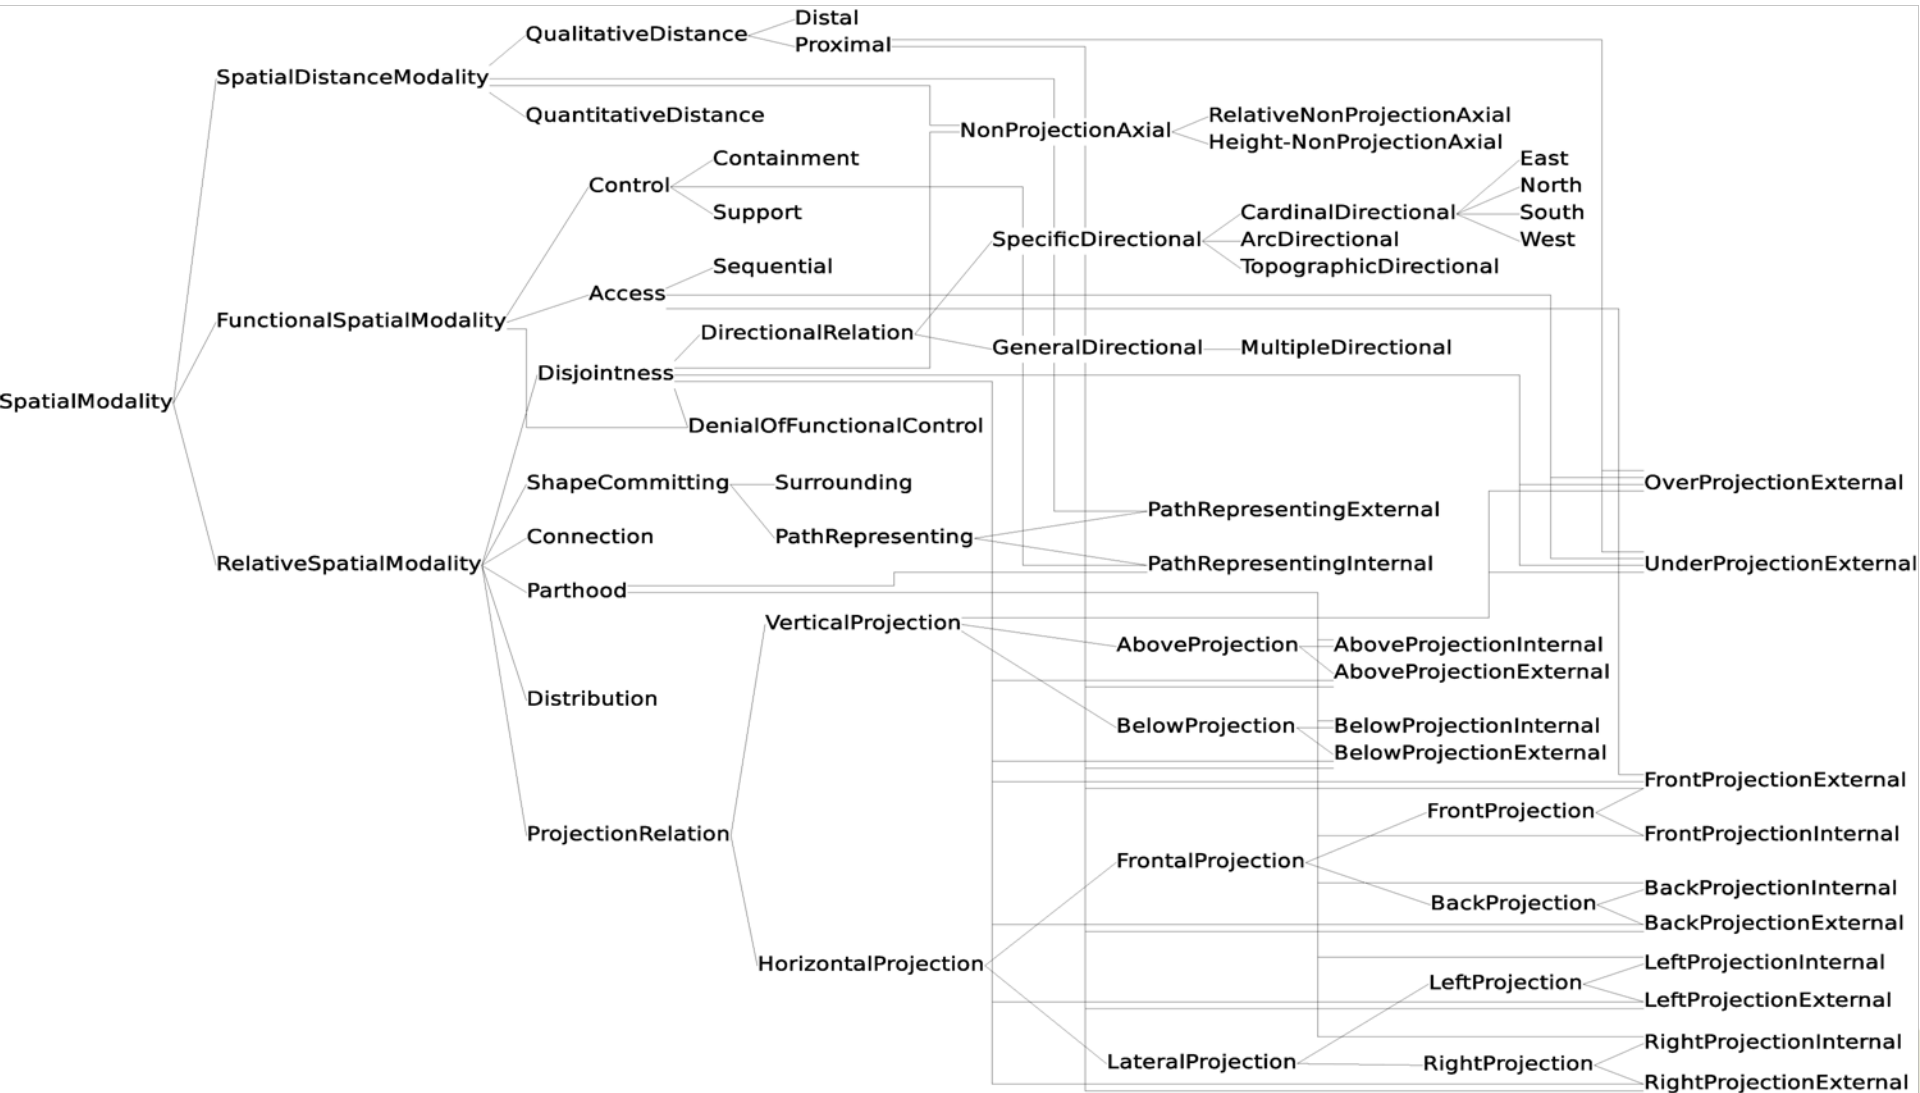 Distal
QualitativeDistance
Proximal
SpatialDistanceModality
QuantitativeDistance
RelativeNonProjectionAxial
NonProjectionAxial
Height-NonProjectionAxial
Containment
East
Control
North
Support
CardinalDirectional
South
SpecificDirectional
ArcDirectional
West
Sequential
TopographicDirectional
Access
FunctionalSpatialModality
DirectionalRelation
GeneralDirectional
MultipleDirectional
Disjointness
SpatialModality
DenialOfFunctionalControl
ShapeCommitting
Surrounding
OverProjectionExternal
PathRepresentingExternal
Connection
PathRepresenting
RelativeSpatialModality
PathRepresentingInternal
UnderProjectionExternal
Parthood
VerticalProjection
AboveProjection
AboveProjectionInternal
AboveProjectionExternal
Distribution
BelowProjection
BelowProjectionInternal
BelowProjectionExternal
FrontProjectionExternal
FrontProjection
ProjectionRelation
FrontProjectionInternal
FrontalProjection
BackProjectionInternal
BackProjection
BackProjectionExternal
HorizontalProjection
LeftProjectionInternal
LeftProjection
LeftProjectionExternal
RightProjectionInternal
LateralProjection
RightProjection
RightProjectionExternal